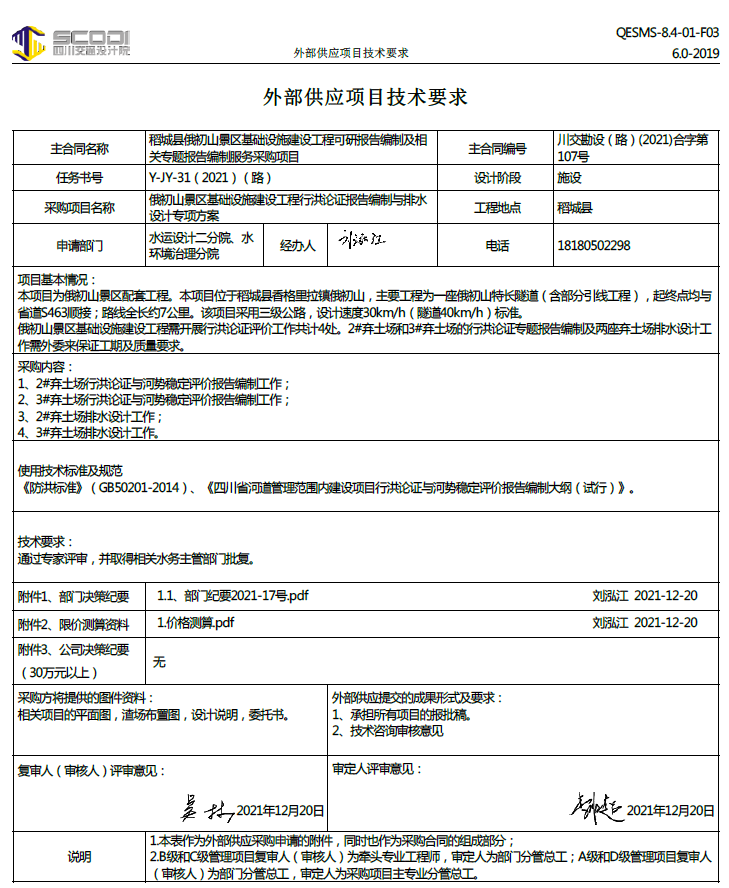 SCODI
四川交通设计院
外部供应项目技术要求
QESMS-8.4-01-F03
6.0-2019
外部供应项目技术要求
主合同名称
稻城县俄初山景区基础设施建设工程可研报告编制及相
关专题报告编制服务采购项目
主合同编号
川交勘设（路）(2021)合字第
107号
任务书号
Y-JY-31（2021）（路）
设计阶段
施设
采购项目名称
俄初山景区基础设施建设工程行洪论证报告编制与排水
设计专项方案
工程地点
稻城县
申请部门
水运设计二分院、水
环境治理分院
经办人
刘泓江
电话
18180502298
项目基本情况：
本项目为俄初山景区配套工程。本项目位于稻城县香格里拉镇俄初山，主要工程为一座俄初山特长隧道（含部分引线工程），起终点均与
省道S463顺接；路线全长约7公里。该项目采用三级公路，设计速度30km/h（隧道40km/h）标准。
俄初山景区基础设施建设工程需开展行洪论证评价工作共计4处。2#弃土场和3#弃土场的行洪论证专题报告编制及两座弃土场排水设计工
作需外委来保证工期及质量要求。
采购内容：
1、2#弃土场行洪论证与河势稳定评价报告编制工作；
2、3#弃土场行洪论证与河势稳定评价报告编制工作；
3、2#弃土场排水设计工作；
4、3#弃土场排水设计工作。
使用技术标准及规范
《防洪标准》（GB50201-2014）、《四川省河道管理范围内建设项目行洪论证与河势稳定评价报告编制大纲（试行）》。
技术要求：
通过专家评审，并取得相关水务主管部门批复。
附件1、部门决策纪要
1.1、部门纪要2021-17号.pdf
刘泓江 2021-12-20
附件2、限价测算资料
1.价格测算.pdf
刘泓江 2021-12-20
附件3、公司决策纪要
（30万元以上）
无
采购方将提供的图件资料：
相关项目的平面图，渣场布置图，设计说明，委托书。
外部供应提交的成果形式及要求：
1、承担所有项目的报批稿。
2、技术咨询审核意见
复审人（审核人）评审意见：
2021年12月20日
审定人评审意见：
2021年12月20日
说明
1.本表作为外部供应采购申请的附件，同时也作为采购合同的组成部分；
2.B级和C级管理项目复审人（审核人）为牵头专业工程师，审定人为部门分管总工；A级和D级管理项目复审人
（审核人）为部门分管总工，审定人为采购项目主专业分管总工。